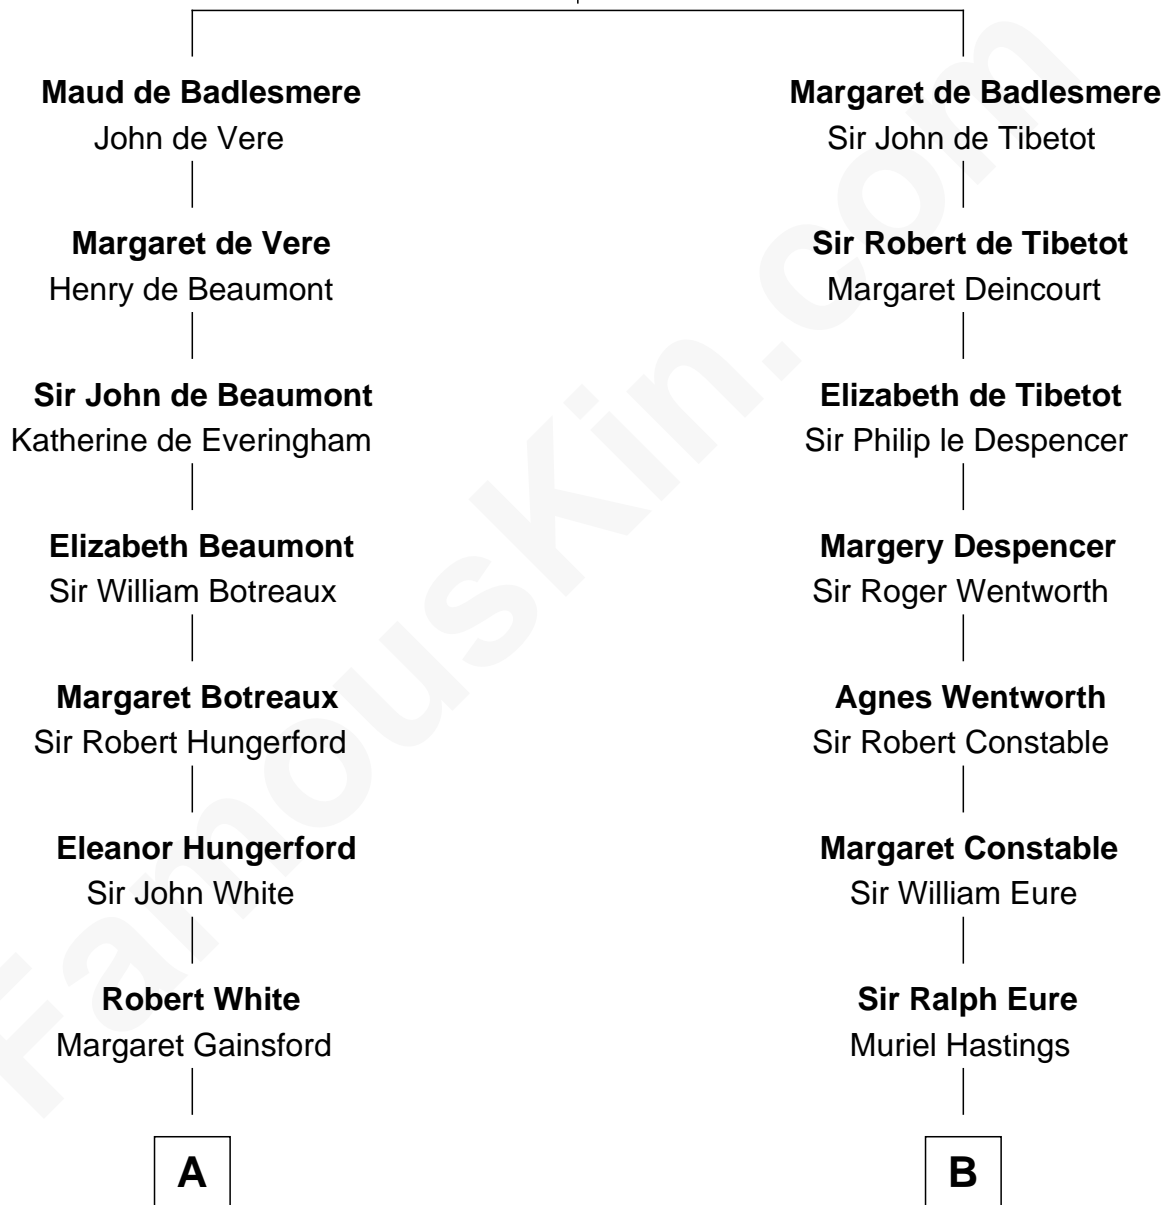 Maud de Badlesmere
John de Vere
Margaret de Vere
Henry de Beaumont
Sir John de Beaumont
Katherine de Everingham
Elizabeth Beaumont
Sir William Botreaux
Margaret Botreaux
Sir Robert Hungerford
Eleanor Hungerford
Sir John White
Robert White
Margaret Gainsford
A
Margaret de Badlesmere
Sir John de Tibetot
Sir Robert de Tibetot
Margaret Deincourt
Elizabeth de Tibetot
Sir Philip le Despencer
Margery Despencer
Sir Roger Wentworth
Agnes Wentworth
Sir Robert Constable
Margaret Constable
Sir William Eure
Sir Ralph Eure
Muriel Hastings
B
FamousKin.com